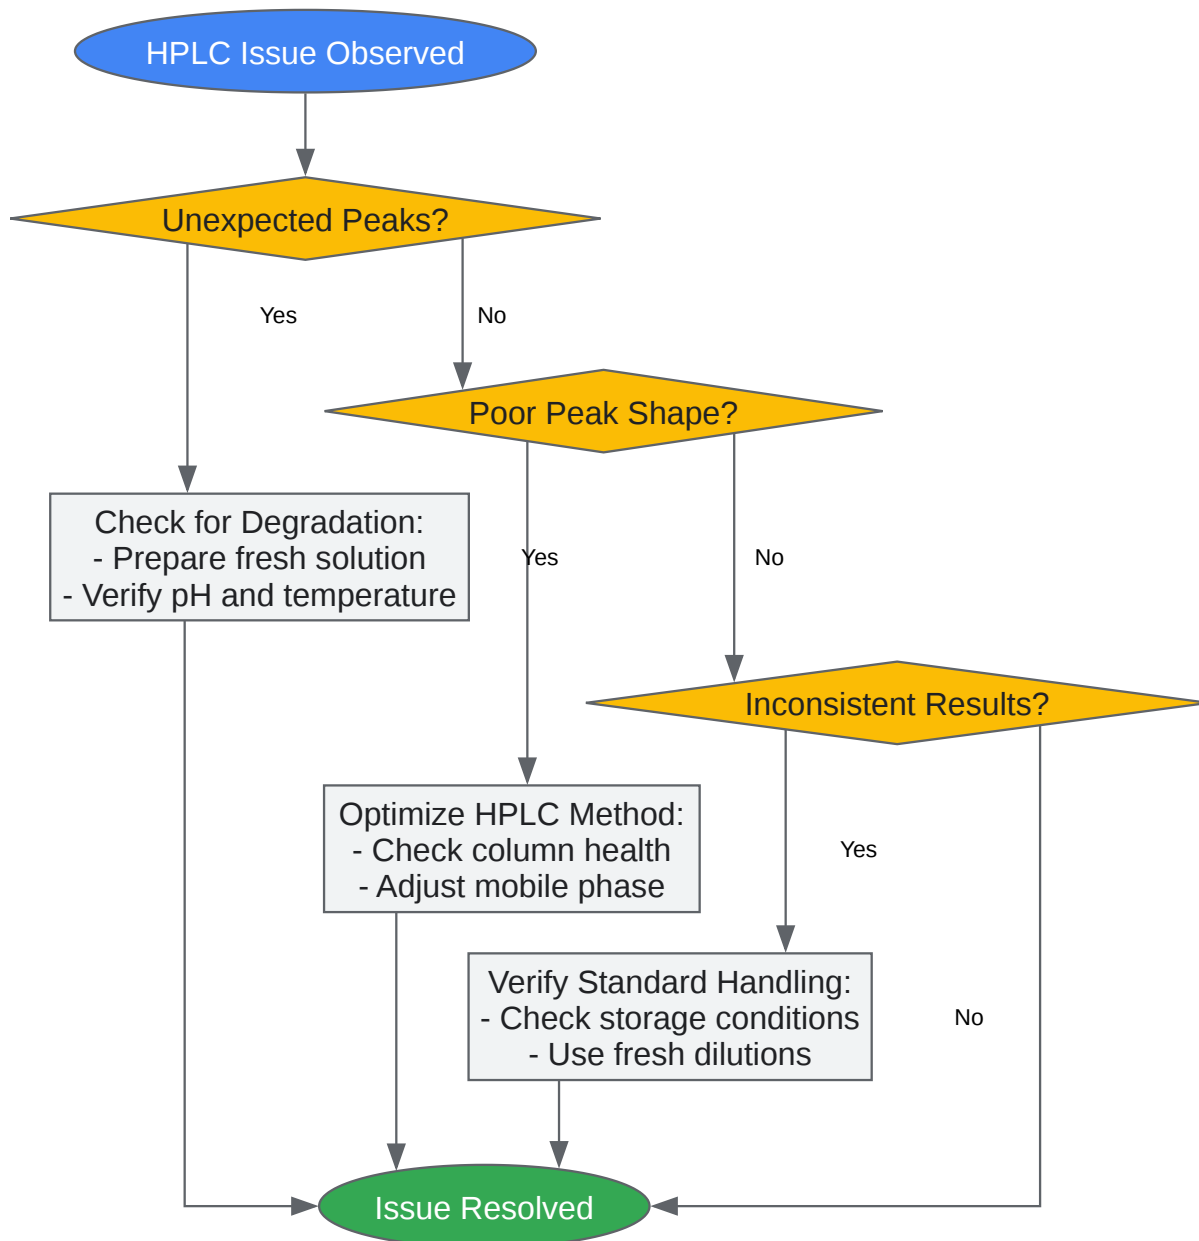 HPLC Issue Observed
Unexpected Peaks?
Yes
No
Poor Peak Shape?
Check for Degradation:
- Prepare fresh solution
- Verify pH and temperature
Yes
No
Inconsistent Results?
Optimize HPLC Method:
- Check column health
- Adjust mobile phase
Yes
Verify Standard Handling:
- Check storage conditions
- Use fresh dilutions
No
Issue Resolved